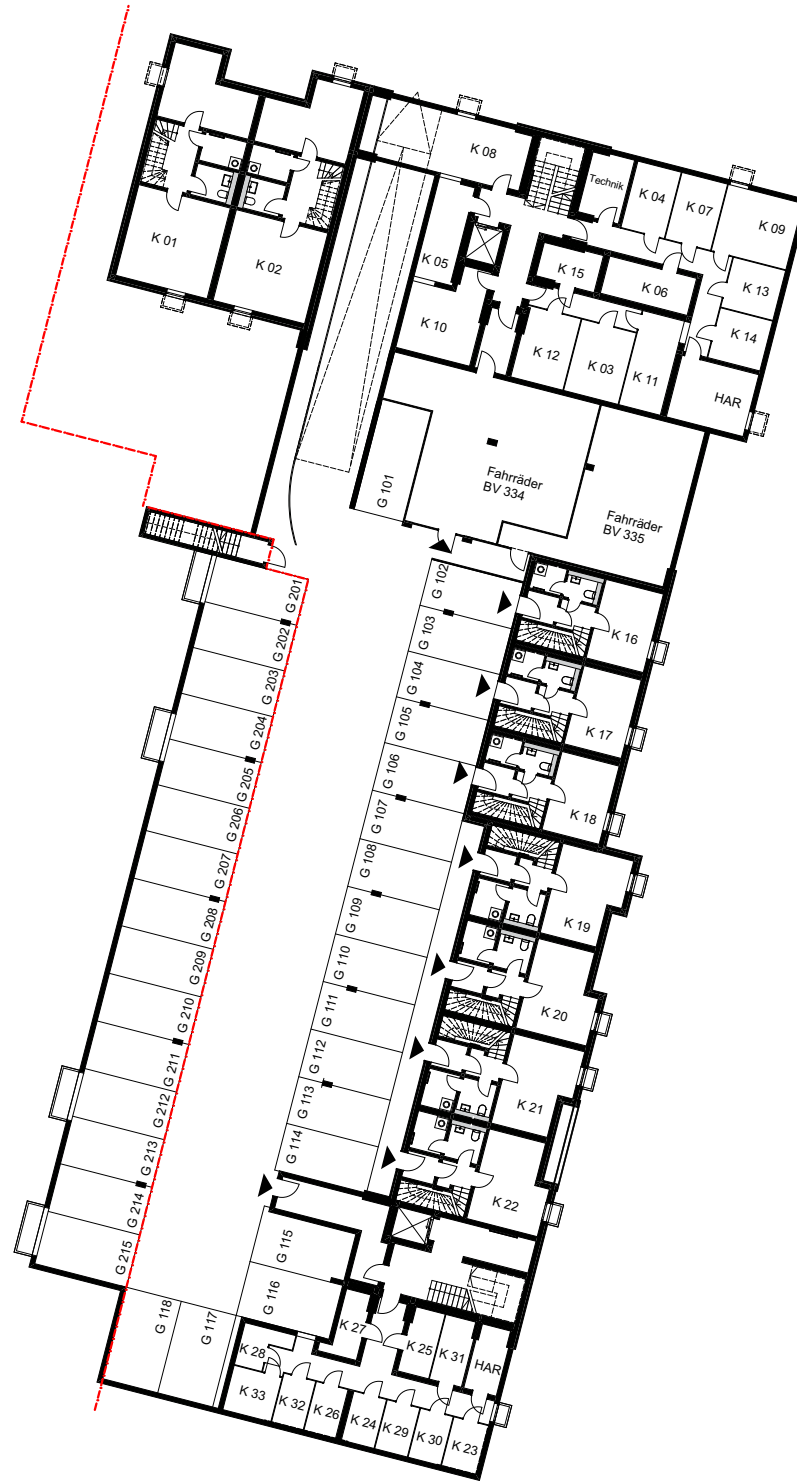 K 08
Technik
K 04
K 07
K 09
K 01
K 02
K 05
K 15
K 06
K 13
K 14
K 10
K 12
K 03
K 11
HAR
G 101
Fahrräder
BV 334
Fahrräder
BV 335
G 102
G 103
G 104
G 105
G 106
G 107
G 108
G 109
G 110
G 111
G 112
G 113
G 114
G 201
G 202
G 203
G 204
G 205
G 206
G 207
G 208
G 209
G 210
G 211
G 212
G 213
G 214
G 215
K 16
K 17
K 18
K 19
K 20
K 21
K 22
G 115
G 116
G 117
G 118
K 27
K 25
K 31
HAR
K 28
K 33
K 32
K 26
K 24
K 29
K 30
K 23